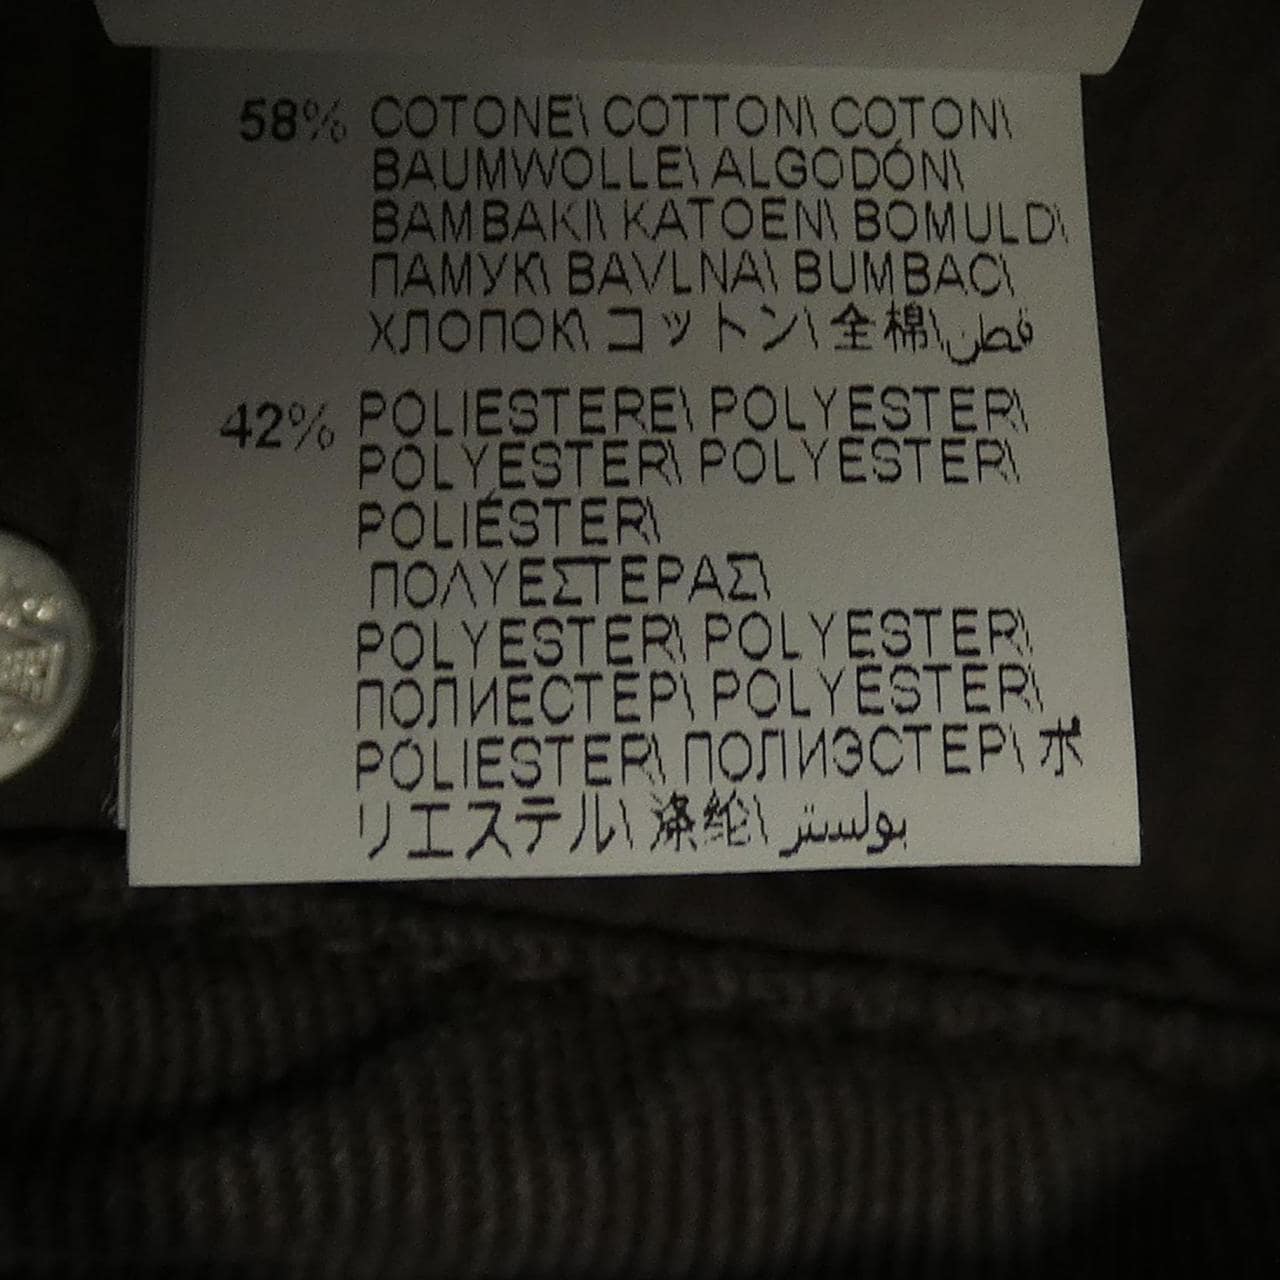 58% COTONE\ COTTON\ COTON\
BAUMWOLLE\ ALGODÓN\
BAMBAKI\ KATOEN\ BOMULD\
ПАМУК\ BAVLNA\ BUMBAC\
ХЛОПОК\ コットン\ 全棉\ قطن
42% POLIESTERE\ POLYESTER\
POLYESTER\ POLYESTER\
POLIÉSTER\
ΠΟΛΥΕΣΤΕΡΑΣ\
POLYESTER\ POLYESTER\
ПОЛИЕСТЕР\ POLYESTER\
POLIESTER\ ПОЛИЭСТЕР\ ポ
リエステル\ 涤纶\ بولستر